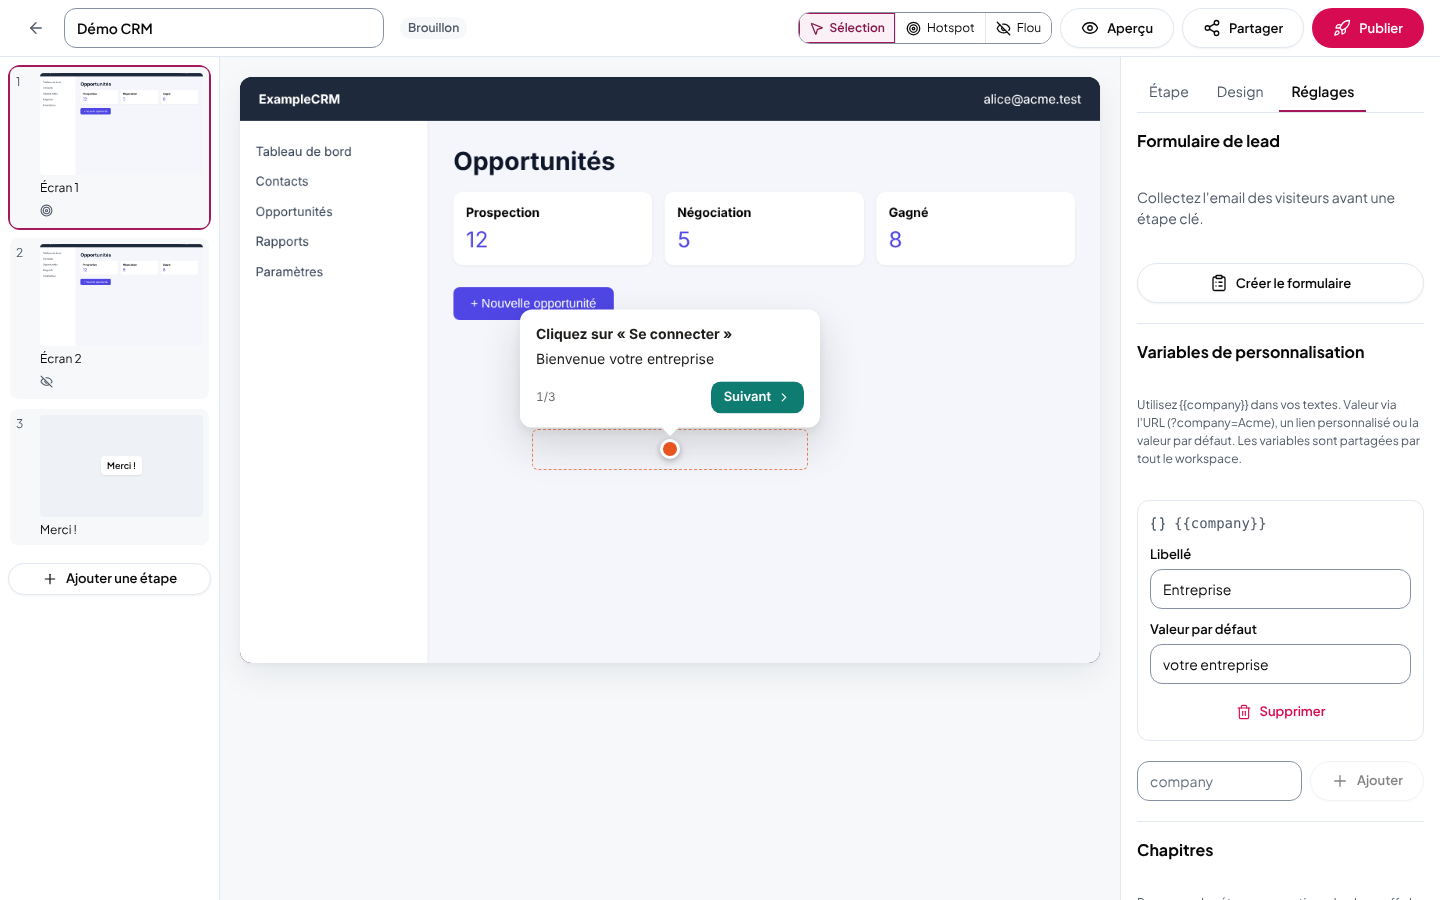 Démo CRM
Brouillon
Sélection
Hotspot
Flou
Aperçu
Partager
Publier
1
Opportunités
Écran 1
2
Opportunités
Écran 2
3
Merci !
Merci !
Ajouter une étape
ExampleCRM
alice@acme.test
Tableau de bord
Contacts
Opportunités
Rapports
Paramètres
Opportunités
Prospection
12
Négociation
5
Gagné
8
+ Nouvelle opportunité
Cliquez sur « Se connecter »
Bienvenue votre entreprise
1/3
Suivant
Étape
Design
Réglages
Formulaire de lead
Collectez l'email des visiteurs avant une
étape clé.
Créer le formulaire
Variables de personnalisation
Utilisez {{company}} dans vos textes. Valeur via
l'URL (?company=Acme), un lien personnalisé ou la
valeur par défaut. Les variables sont partagées par
tout le workspace.
{} {{company}}
Libellé
Entreprise
Valeur par défaut
votre entreprise
Supprimer
company
Ajouter
Chapitres